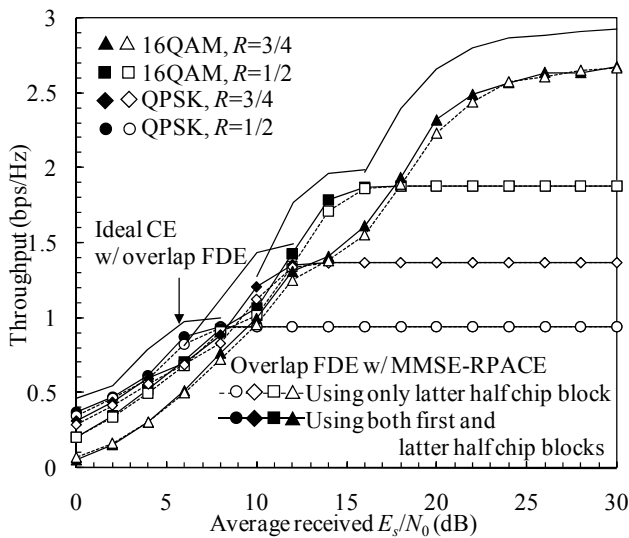 3
2.5
2
1.5
1
0.5
0
0
5
10
15
20
25
30
Throughput (bps/Hz)
Average received Es/N0 (dB)
16QAM, R=3/4
16QAM, R=1/2
QPSK, R=3/4
QPSK, R=1/2
Ideal CE
w/ overlap FDE
Overlap FDE w/ MMSE-RPACE
Using only latter half chip block
Using both first and
latter half chip blocks